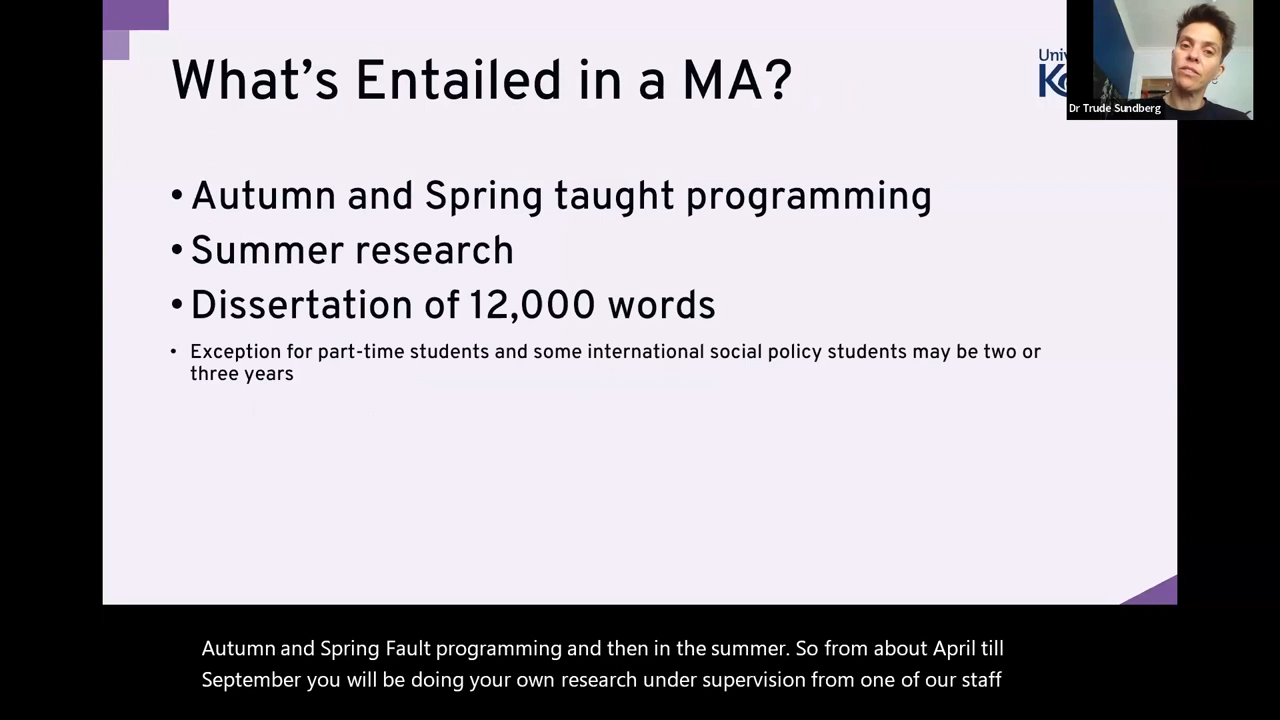 What's Entailed in a MA?
Dr Trude Sundberg
• Autumn and Spring taught programming
• Summer research
• Dissertation of 12,000 words
• Exception for part-time students and some international social policy students may be two or
three years
Autumn and Spring Fault programming and then in the summer. So from about April till
September you will be doing your own research under supervision from one of our staff